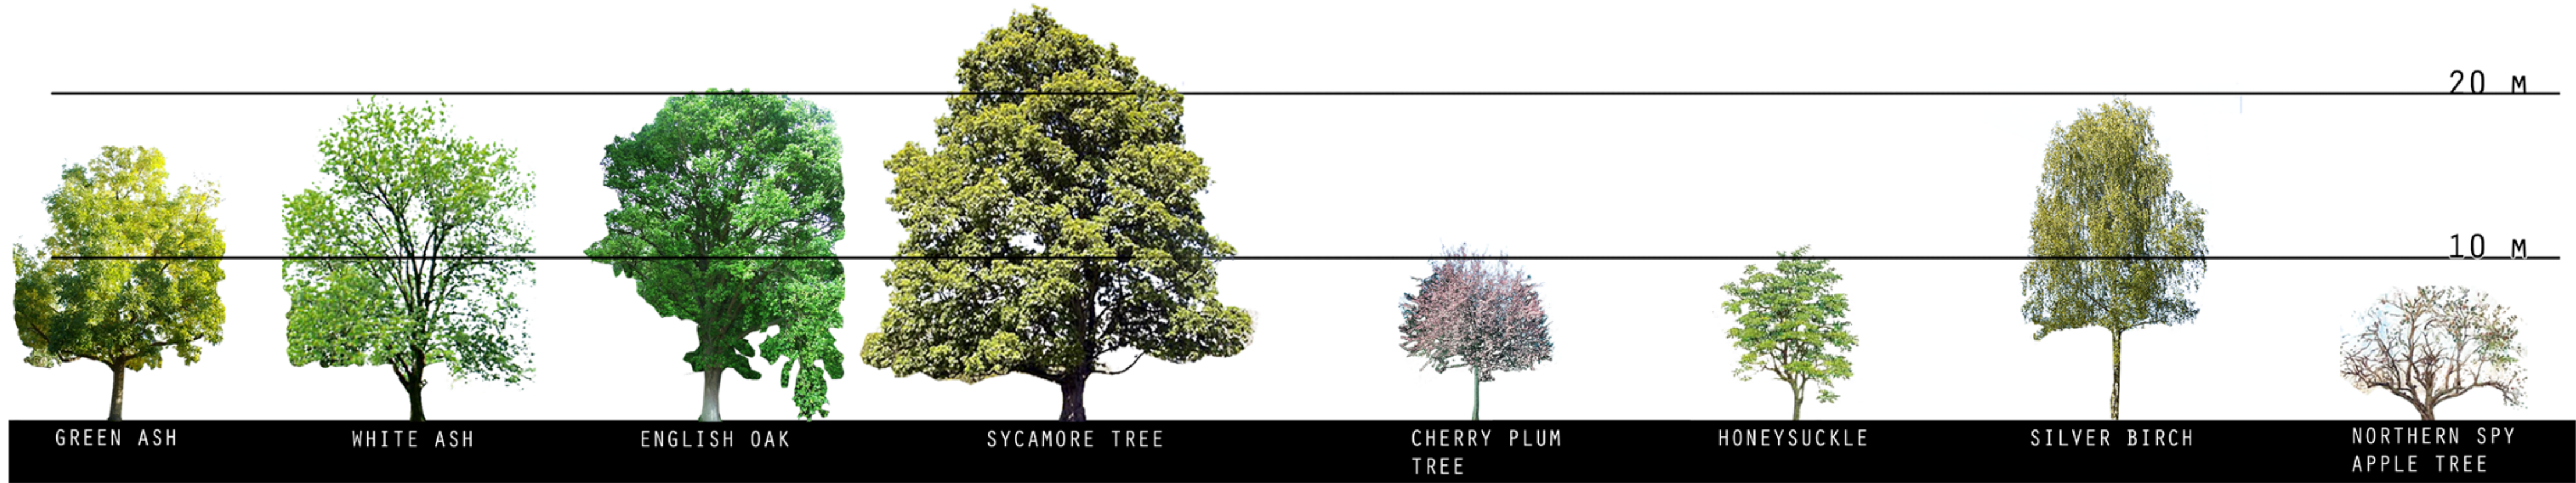 20 M
10 M
GREEN ASH
WHITE ASH
ENGLISH OAK
SYCAMORE TREE
CHERRY PLUM
TREE
HONEYSUCKLE
SILVER BIRCH
NORTHERN SPY
APPLE TREE